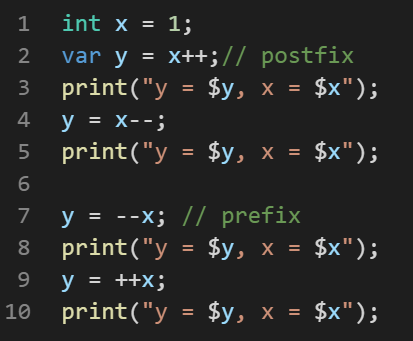 1 int x = 1;
2 var y = x++;// postfix
3 print("y = $y, x = $x");
4 y = x--;
5 print("y = $y, x = $x");
6
7 y = --x; // prefix
8 print("y = $y, x = $x");
9 y = ++x;
10 print("y = $y, x = $x");